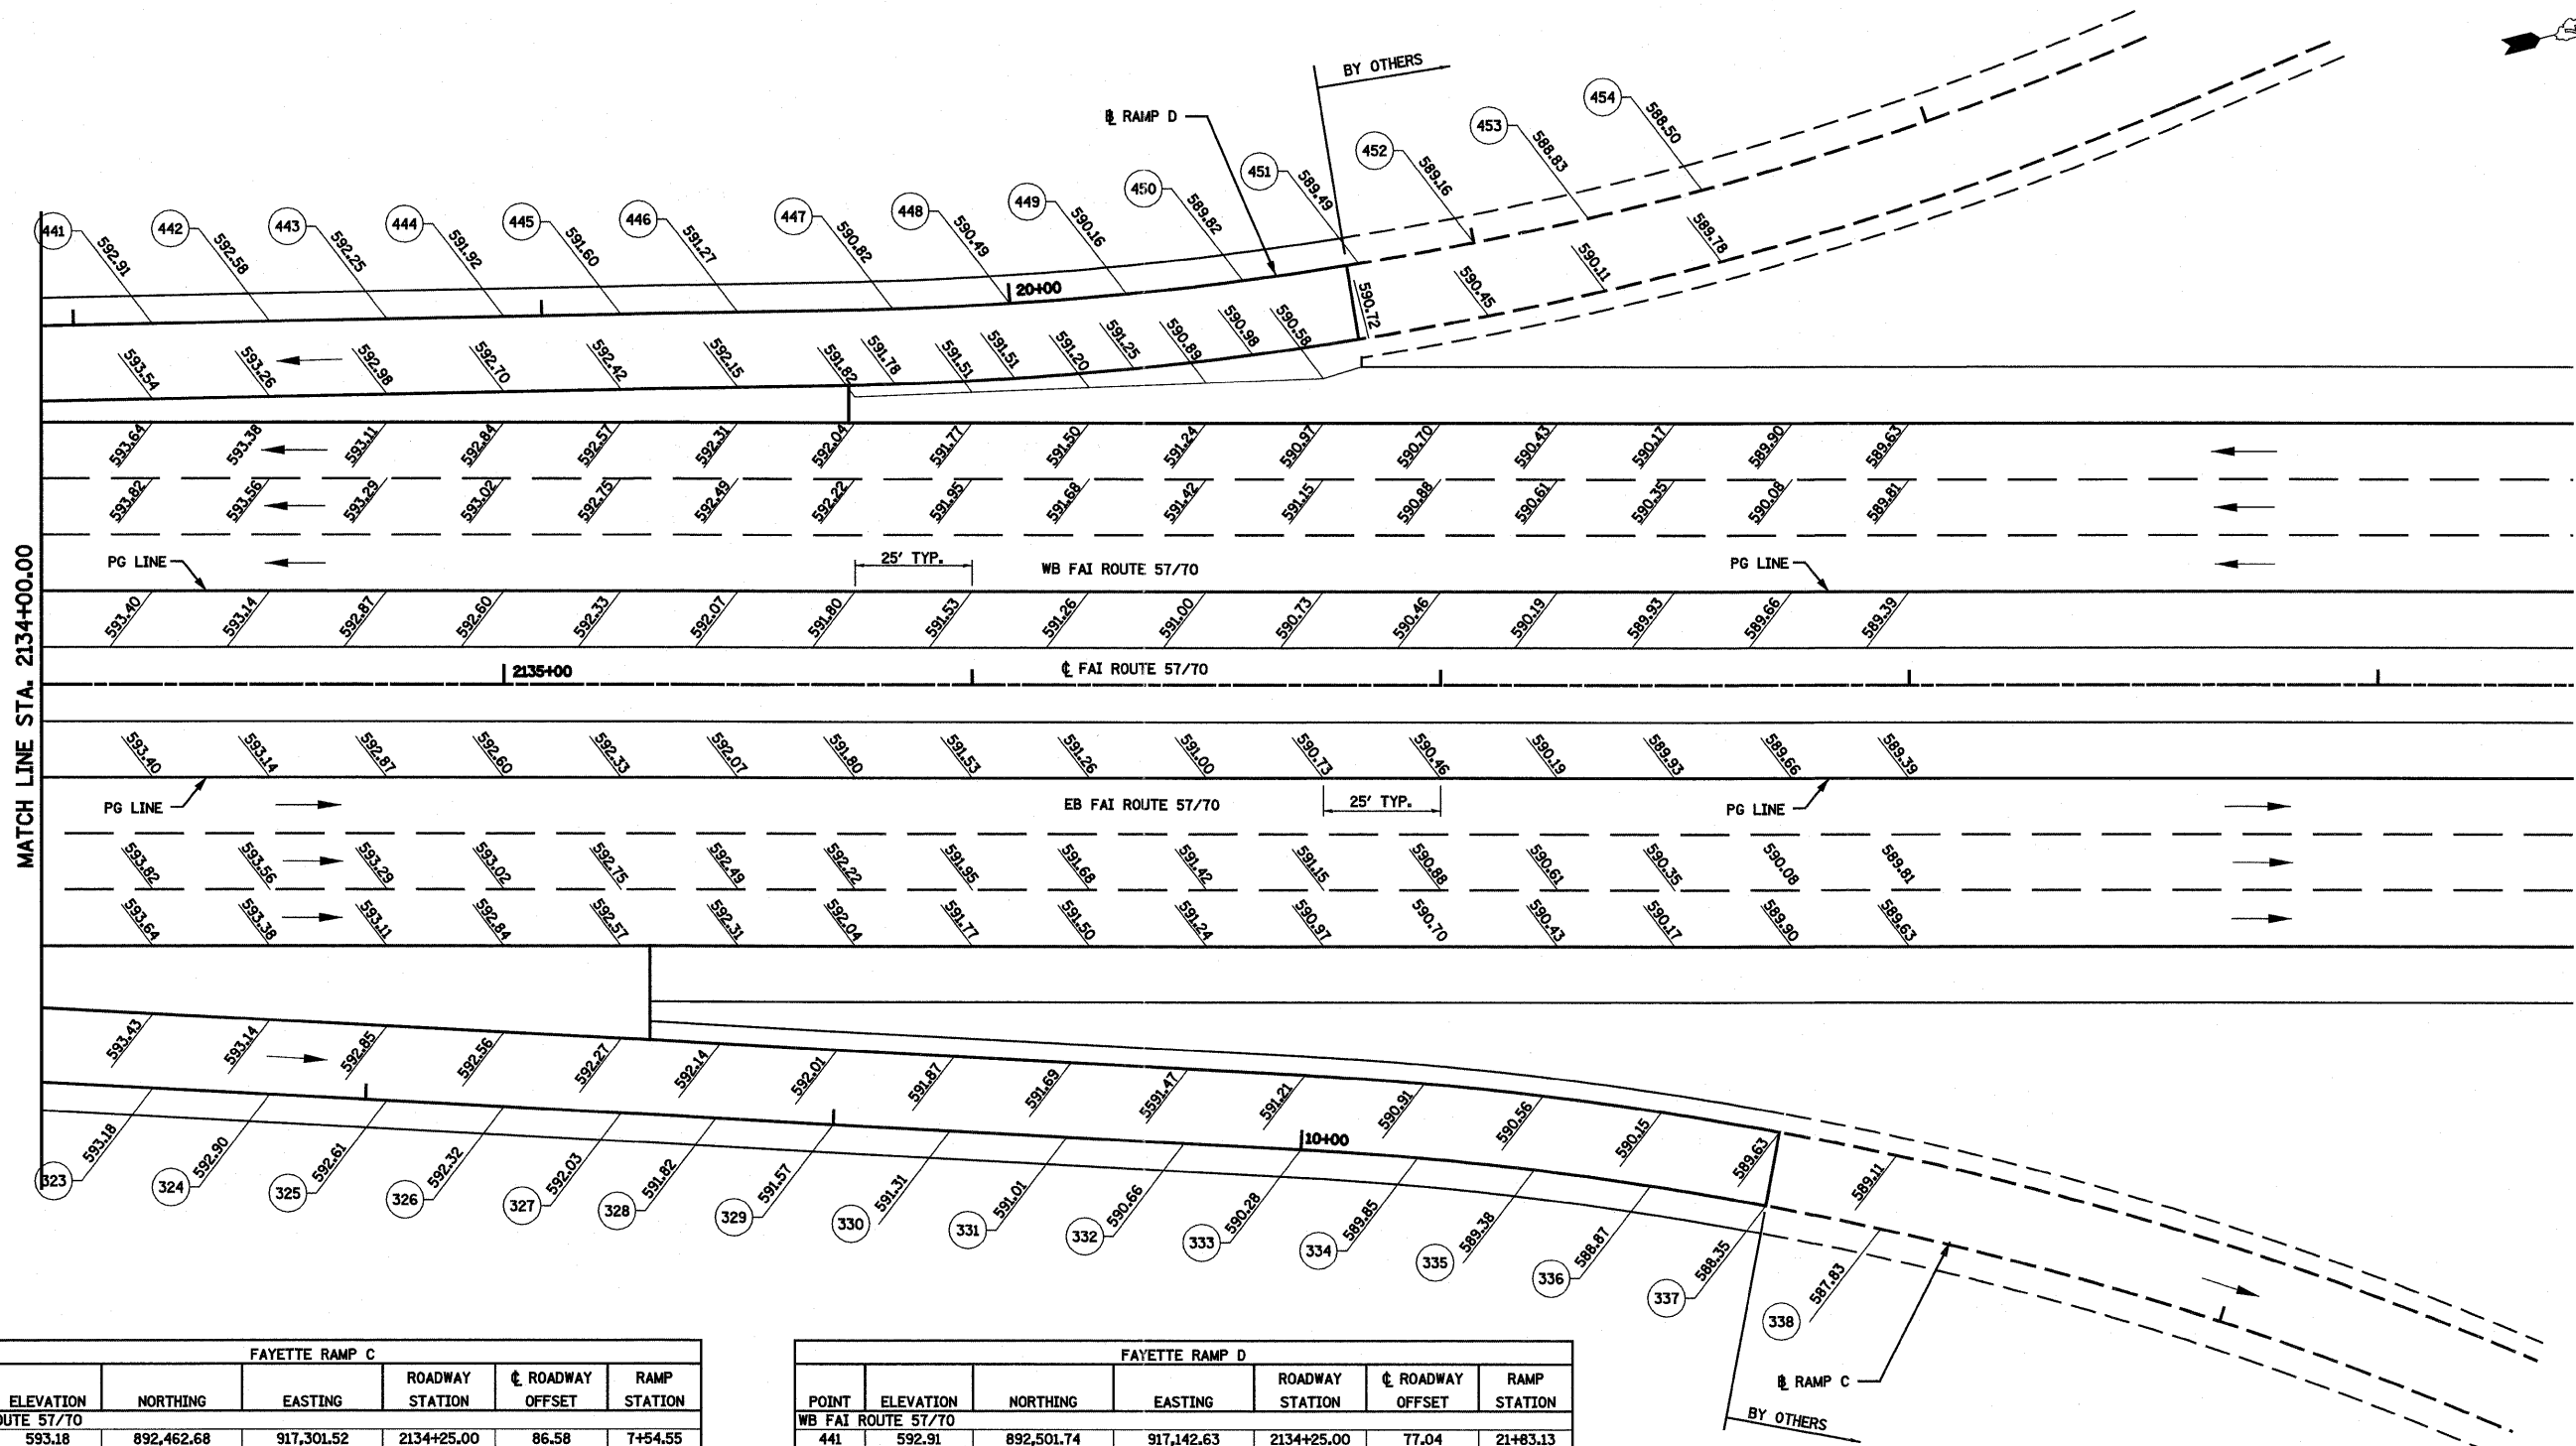 BY OTHERS
℄ RAMP D
454
588.50
453
588.83
452
589.16
451
589.49
450
589.82
449
590.16
448
590.49
447
590.82
446
591.27
445
591.60
444
591.92
443
592.25
442
592.58
441
592.91
20+00
593.54 593.26 592.98 592.70 592.42 592.15 591.82 591.78 591.51 591.51 591.20 591.25 590.89 590.98 590.58 590.72 590.45 590.11 589.78
593.64 593.38 593.11 592.84 592.57 592.31 592.04 591.77 591.50 591.24 590.97 590.70 590.43 590.17 589.90 589.63
593.82 593.56 593.29 593.02 592.75 592.49 592.22 591.95 591.68 591.42 591.15 590.88 590.61 590.35 590.08 589.81
MATCH LINE STA. 2134+00.00
PG LINE
25' TYP.
WB FAI ROUTE 57/70
PG LINE
593.40 593.14 592.87 592.60 592.33 592.07 591.80 591.53 591.26 591.00 590.73 590.46 590.19 589.93 589.66 589.39
2135+00
℄ FAI ROUTE 57/70
593.40 593.14 592.87 592.60 592.33 592.07 591.80 591.53 591.26 591.00 590.73 590.46 590.19 589.93 589.66 589.39
PG LINE
EB FAI ROUTE 57/70
25' TYP.
PG LINE
593.82 593.56 593.29 593.02 592.75 592.49 592.22 591.95 591.68 591.42 591.15 590.88 590.61 590.35 590.08 589.81
593.64 593.38 593.11 592.84 592.57 592.31 592.04 591.77 591.50 591.24 590.97 590.70 590.43 590.17 589.90 589.63
593.43 593.14 592.85 592.56 592.27 592.14 592.01 591.87 591.69 5591.47 591.21 590.91 590.56 590.15 589.63 589.11
10+00
323
593.18
324
592.90
325
592.61
326
592.32
327
592.03
328
591.82
329
591.57
330
591.31
331
591.01
332
590.66
333
590.28
334
589.85
335
589.38
336
588.87
337
588.35
338
587.83
℄ RAMP C
BY OTHERS
FAYETTE RAMP C
ELEVATION NORTHING EASTING ROADWAY STATION ℄ ROADWAY OFFSET RAMP STATION
OUTE 57/70
593.18 892,462.68 917,301.52 2134+25.00 86.58 7+54.55
FAYETTE RAMP D
POINT ELEVATION NORTHING EASTING ROADWAY STATION ℄ ROADWAY OFFSET RAMP STATION
WB FAI ROUTE 57/70
441 592.91 892,501.74 917,142.63 2134+25.00 77.04 21+83.13